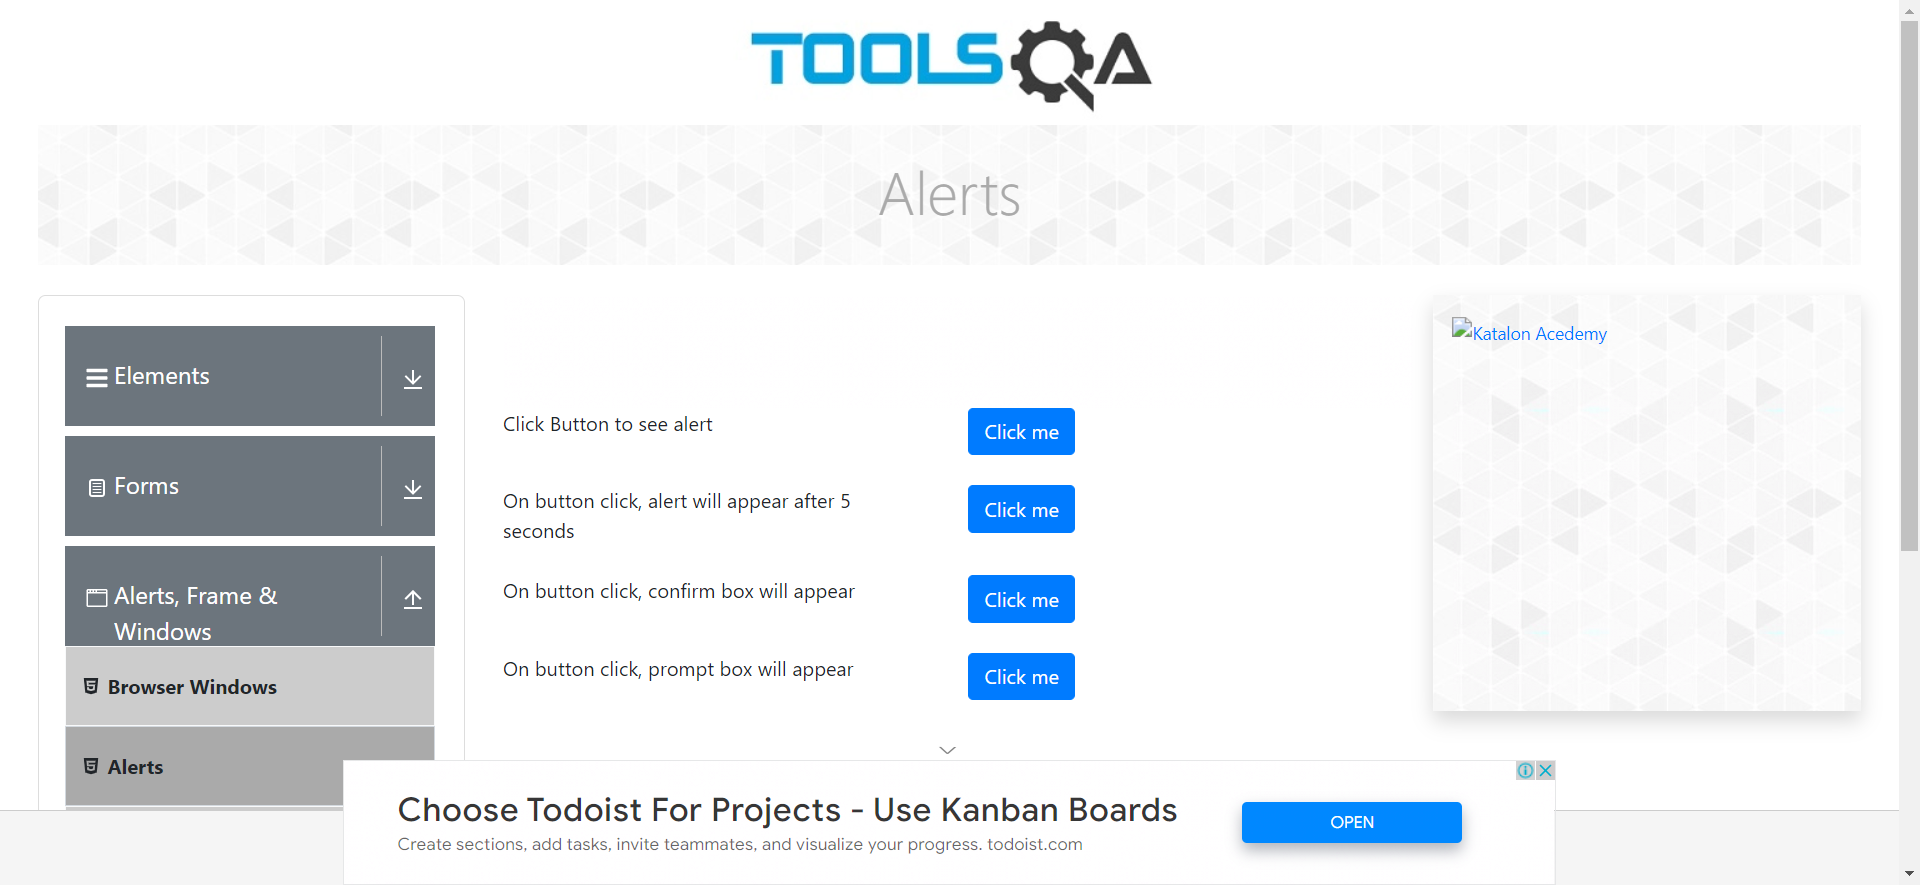 TOOLSQA
Alerts
Elements
Forms
Alerts, Frame &
Windows
Browser Windows
Alerts
Click Button to see alert
Click me
On button click, alert will appear after 5
seconds
Click me
On button click, confirm box will appear
Click me
On button click, prompt box will appear
Click me
Katalon Acedemy
Choose Todoist For Projects - Use Kanban Boards
Create sections, add tasks, invite teammates, and visualize your progress. todoist.com
OPEN